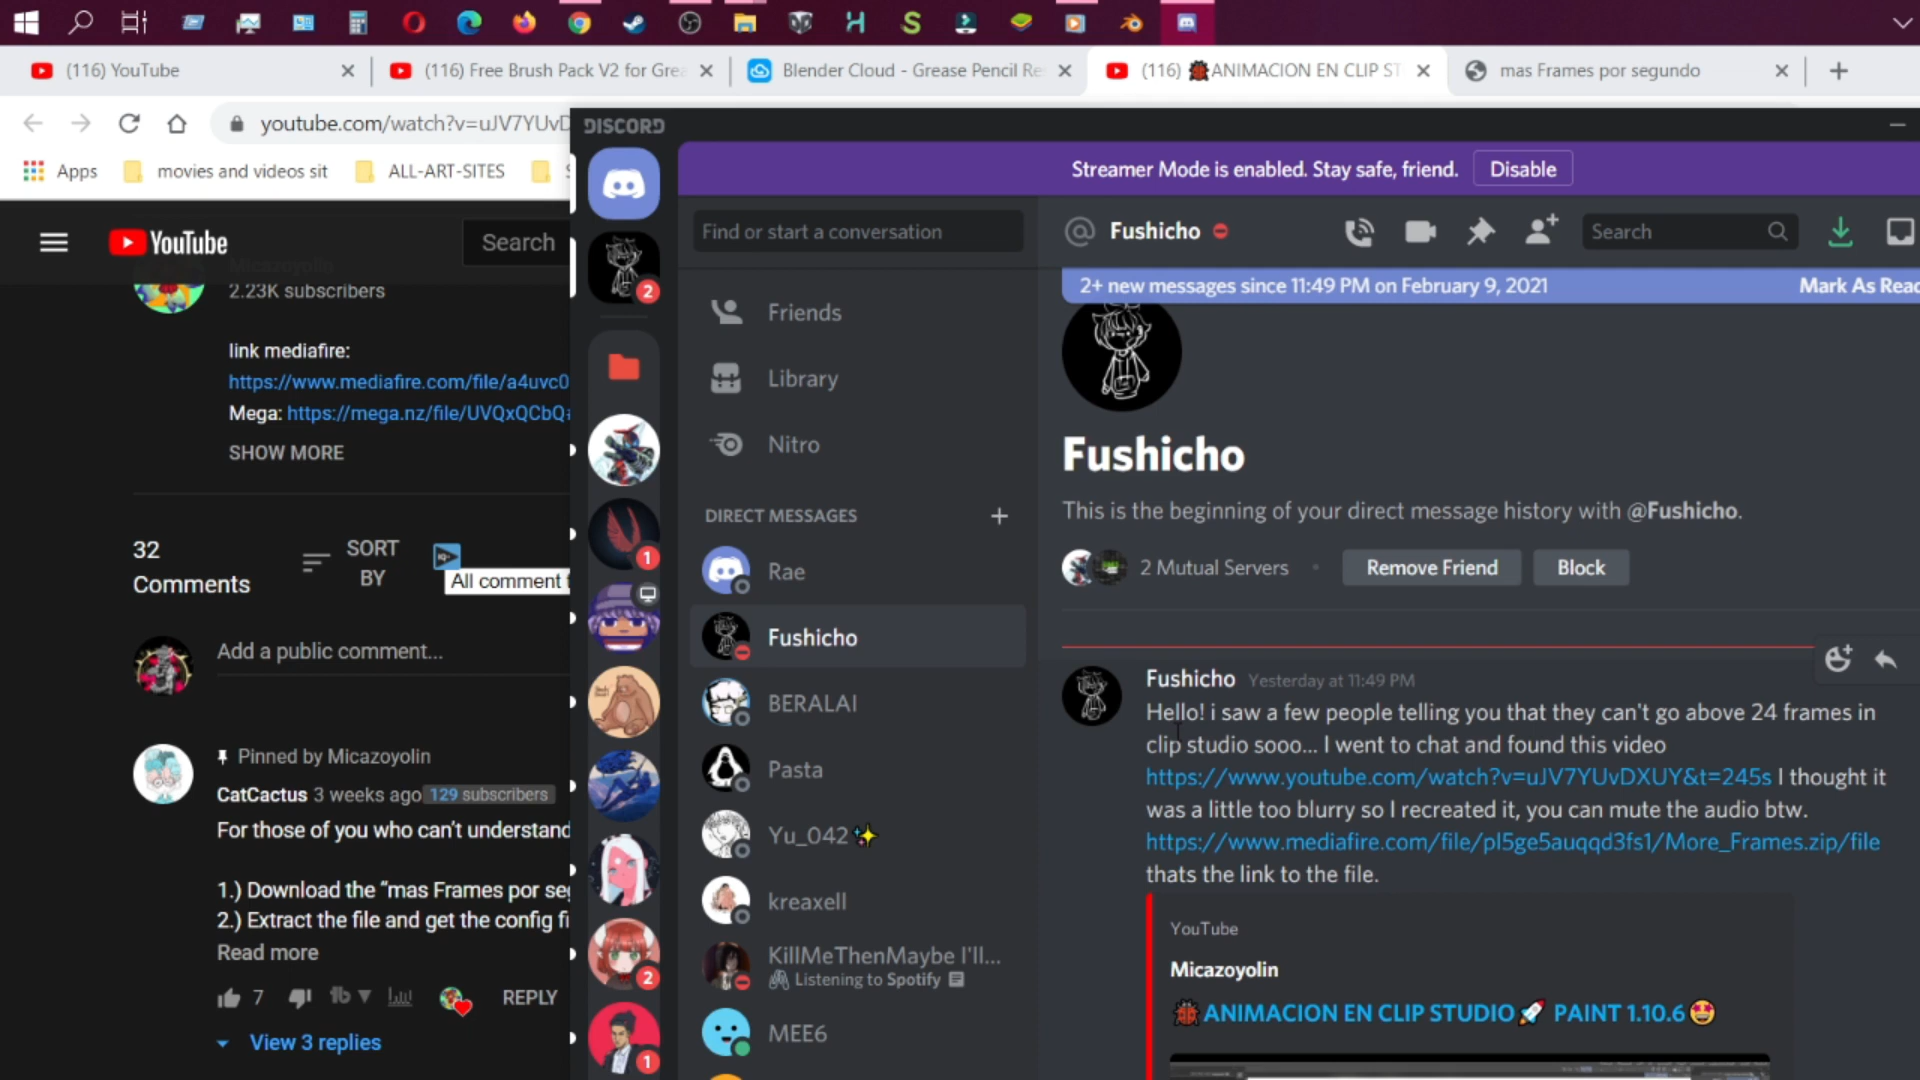 (116) YouTube
(116) Free Brush Pack V2 for Grea
Blender Cloud - Grease Pencil Re
(116) 🐞ANIMACION EN CLIP ST
mas Frames por segundo
youtube.com/watch?v=uJV7YUvD
Apps
movies and videos sit
ALL-ART-SITES
YouTube
Search
Micazoyolin
2.23K subscribers
link mediafire:
https://www.mediafire.com/file/a4uvc0
Mega: https://mega.nz/file/UVQxQCbQ
SHOW MORE
32
Comments
SORT
BY
All comment
Add a public comment...
Pinned by Micazoyolin
CatCactus 3 weeks ago 129 subscribers
For those of you who can't understand
1.) Download the “mas Frames por se
2.) Extract the file and get the config fi
Read more
7
REPLY
View 3 replies
DISCORD
2
1
2
1
Streamer Mode is enabled. Stay safe, friend.
Disable
Find or start a conversation
Friends
Library
Nitro
DIRECT MESSAGES
Rae
Fushicho
BERALAI
Pasta
Yu_042✨
kreaxell
KillMeThenMaybe I'll...
Listening to Spotify
MEE6
@ Fushicho
Search
2+ new messages since 11:49 PM on February 9, 2021
Mark As Read
Fushicho
This is the beginning of your direct message history with @Fushicho.
2 Mutual Servers
Remove Friend
Block
Fushicho Yesterday at 11:49 PM
Hello! i saw a few people telling you that they can't go above 24 frames in
clip studio sooo... I went to chat and found this video
https://www.youtube.com/watch?v=uJV7YUvDXUY&t=245s I thought it
was a little too blurry so I recreated it, you can mute the audio btw.
https://www.mediafire.com/file/pl5ge5auqqd3fs1/More_Frames.zip/file
thats the link to the file.
YouTube
Micazoyolin
🐞ANIMACION EN CLIP STUDIO🚀 PAINT 1.10.6🤩